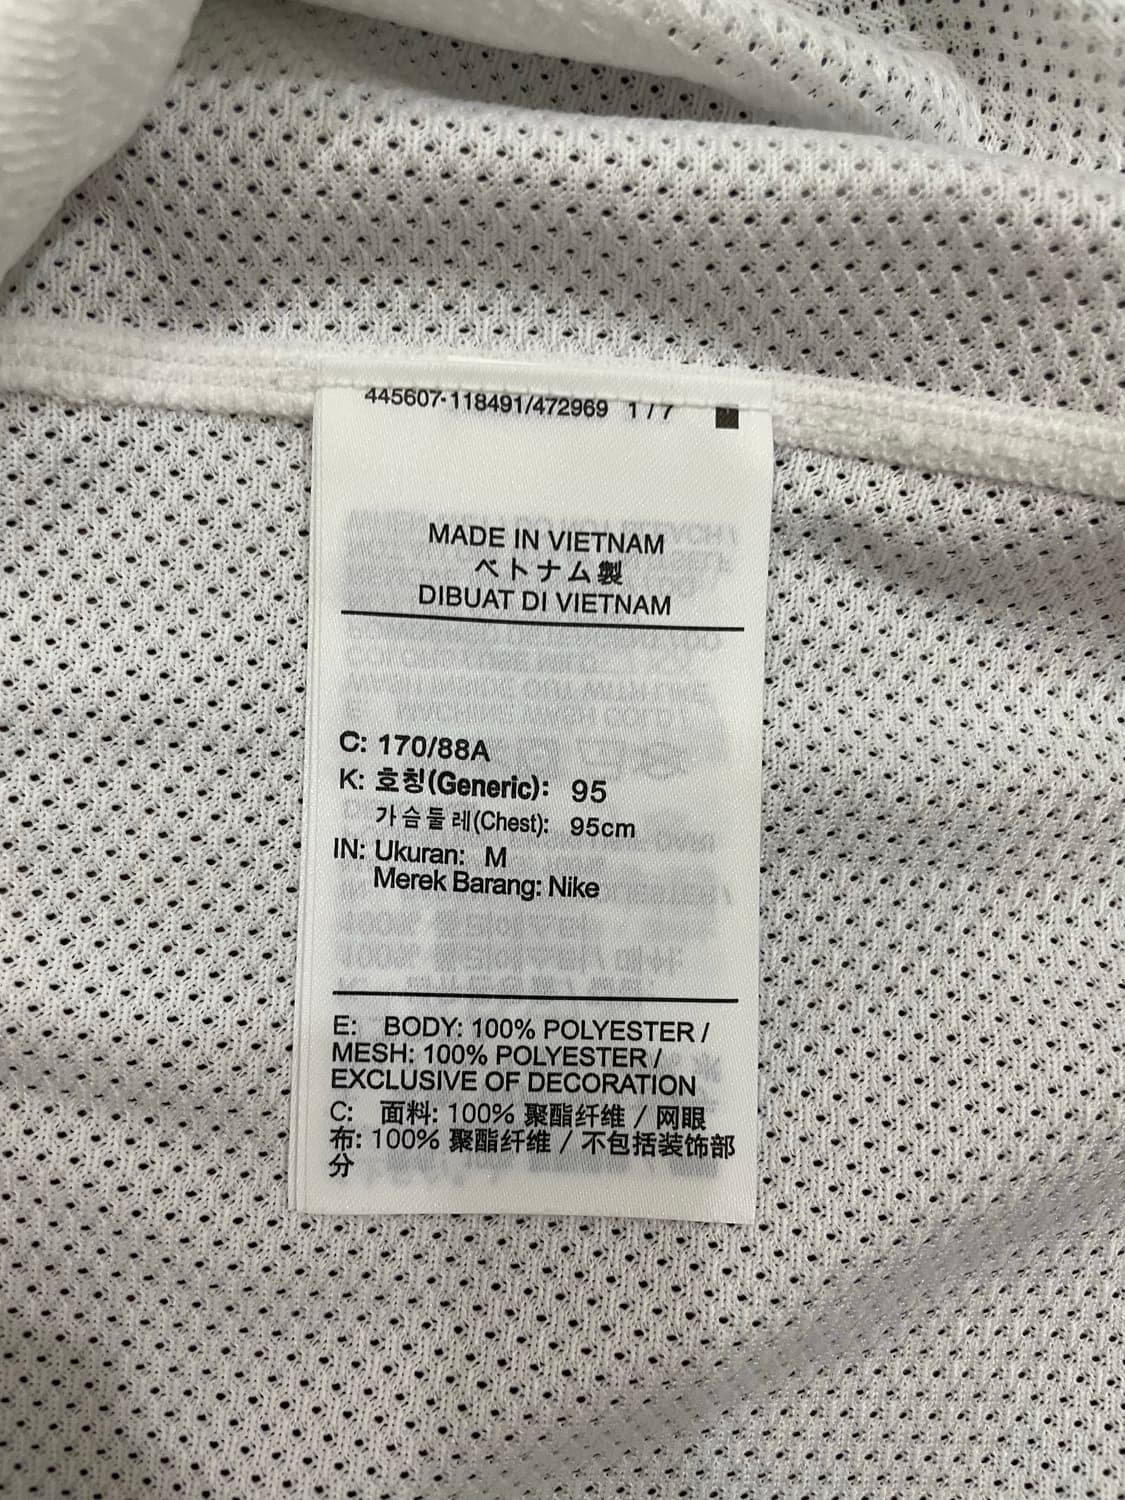 445607-118491/472969 1 / 7
MADE IN VIETNAM
ベトナム製
DIBUAT DI VIETNAM
C: 170/88A
K: 호칭(Generic): 95
가슴둘레(Chest): 95cm
IN: Ukuran: M
Merek Barang: Nike
E: BODY: 100% POLYESTER /
MESH: 100% POLYESTER /
EXCLUSIVE OF DECORATION
C: 面料: 100% 聚酯纤维 / 网眼
布: 100% 聚酯纤维 / 不包括装饰部
分